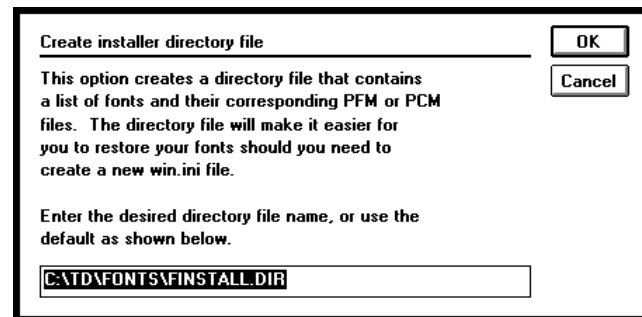 Create installer directory file
OK
This option creates a directory file that contains
Cancel
a list of fonts and their corresponding PFM or PCM
files. The directory file will make it easier for
you to restore your fonts should you need to
create a new win.ini file.
Enter the desired directory file name, or use the
default as shown below.
C:\TD\FONTS\FINSTALL.DIR